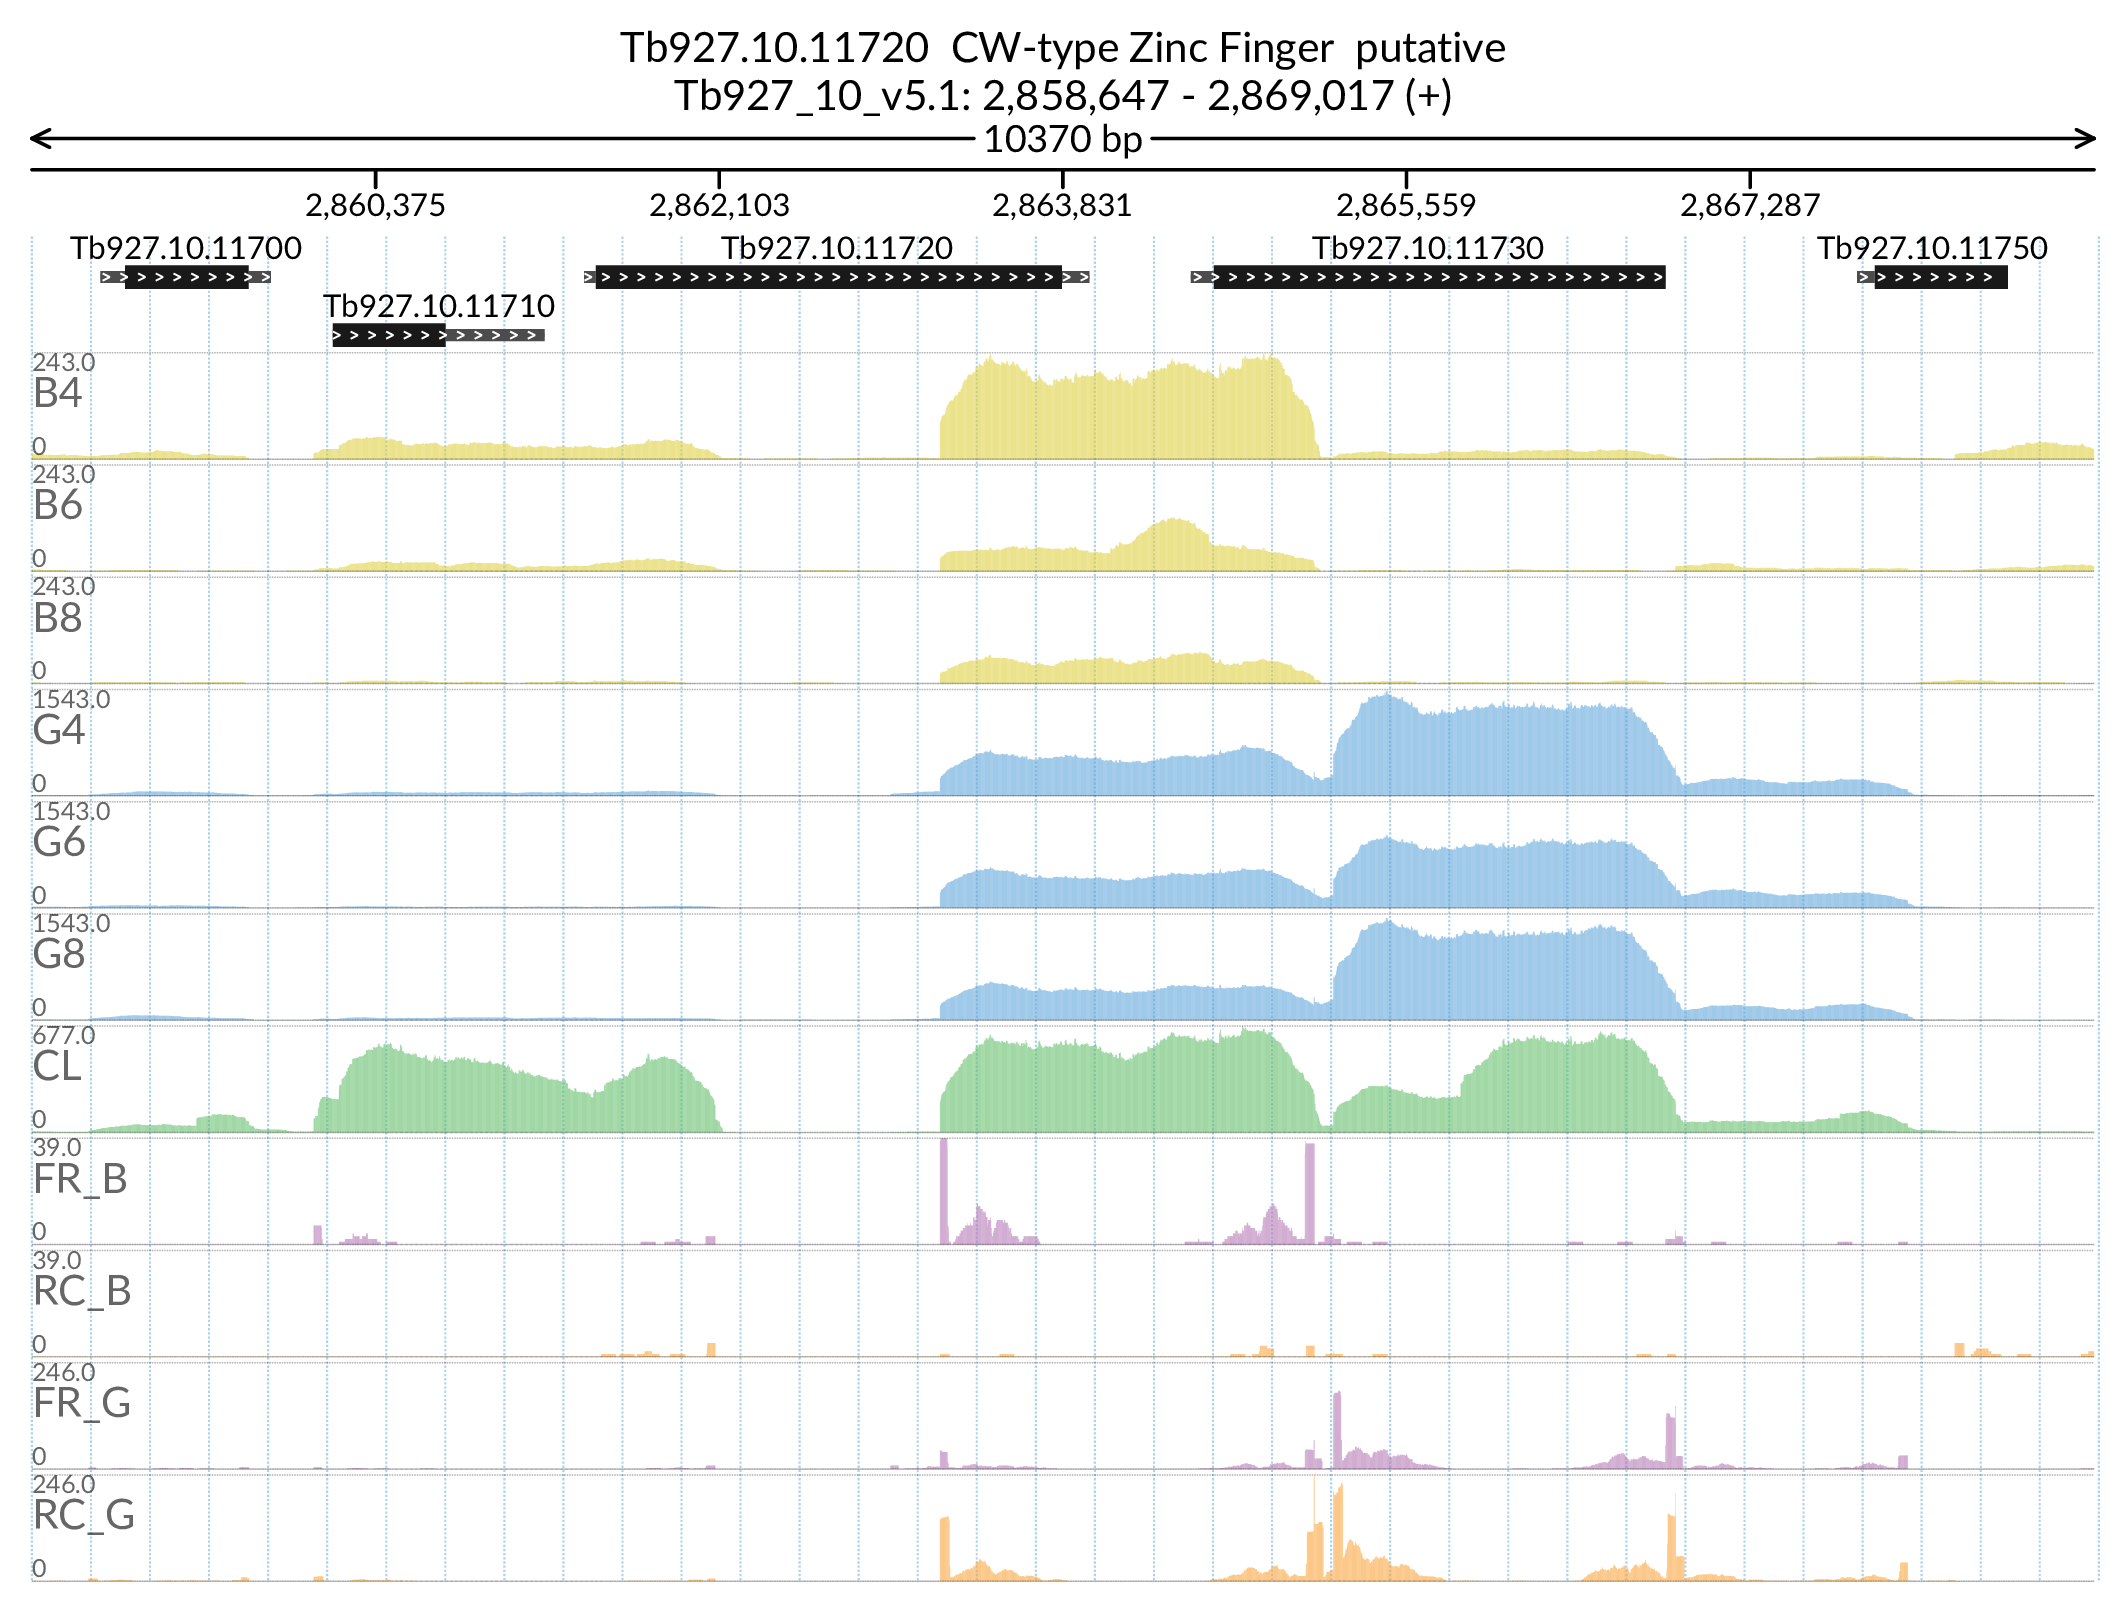 Tb927.10.11720  CW-type Zinc Finger  putative
Tb927_10_v5.1: 2,858,647 - 2,869,017 (+)
10370 bp
2,860,375 2,862,103 2,863,831 2,865,559 2,867,287
Tb927.10.11700 Tb927.10.11720 Tb927.10.11730 Tb927.10.11750
Tb927.10.11710
243.0
B4
0
243.0
B6
0
243.0
B8
0
1543.0
G4
0
1543.0
G6
0
1543.0
G8
0
677.0
CL
0
39.0
FR_B
0
39.0
RC_B
0
246.0
FR_G
0
246.0
RC_G
0